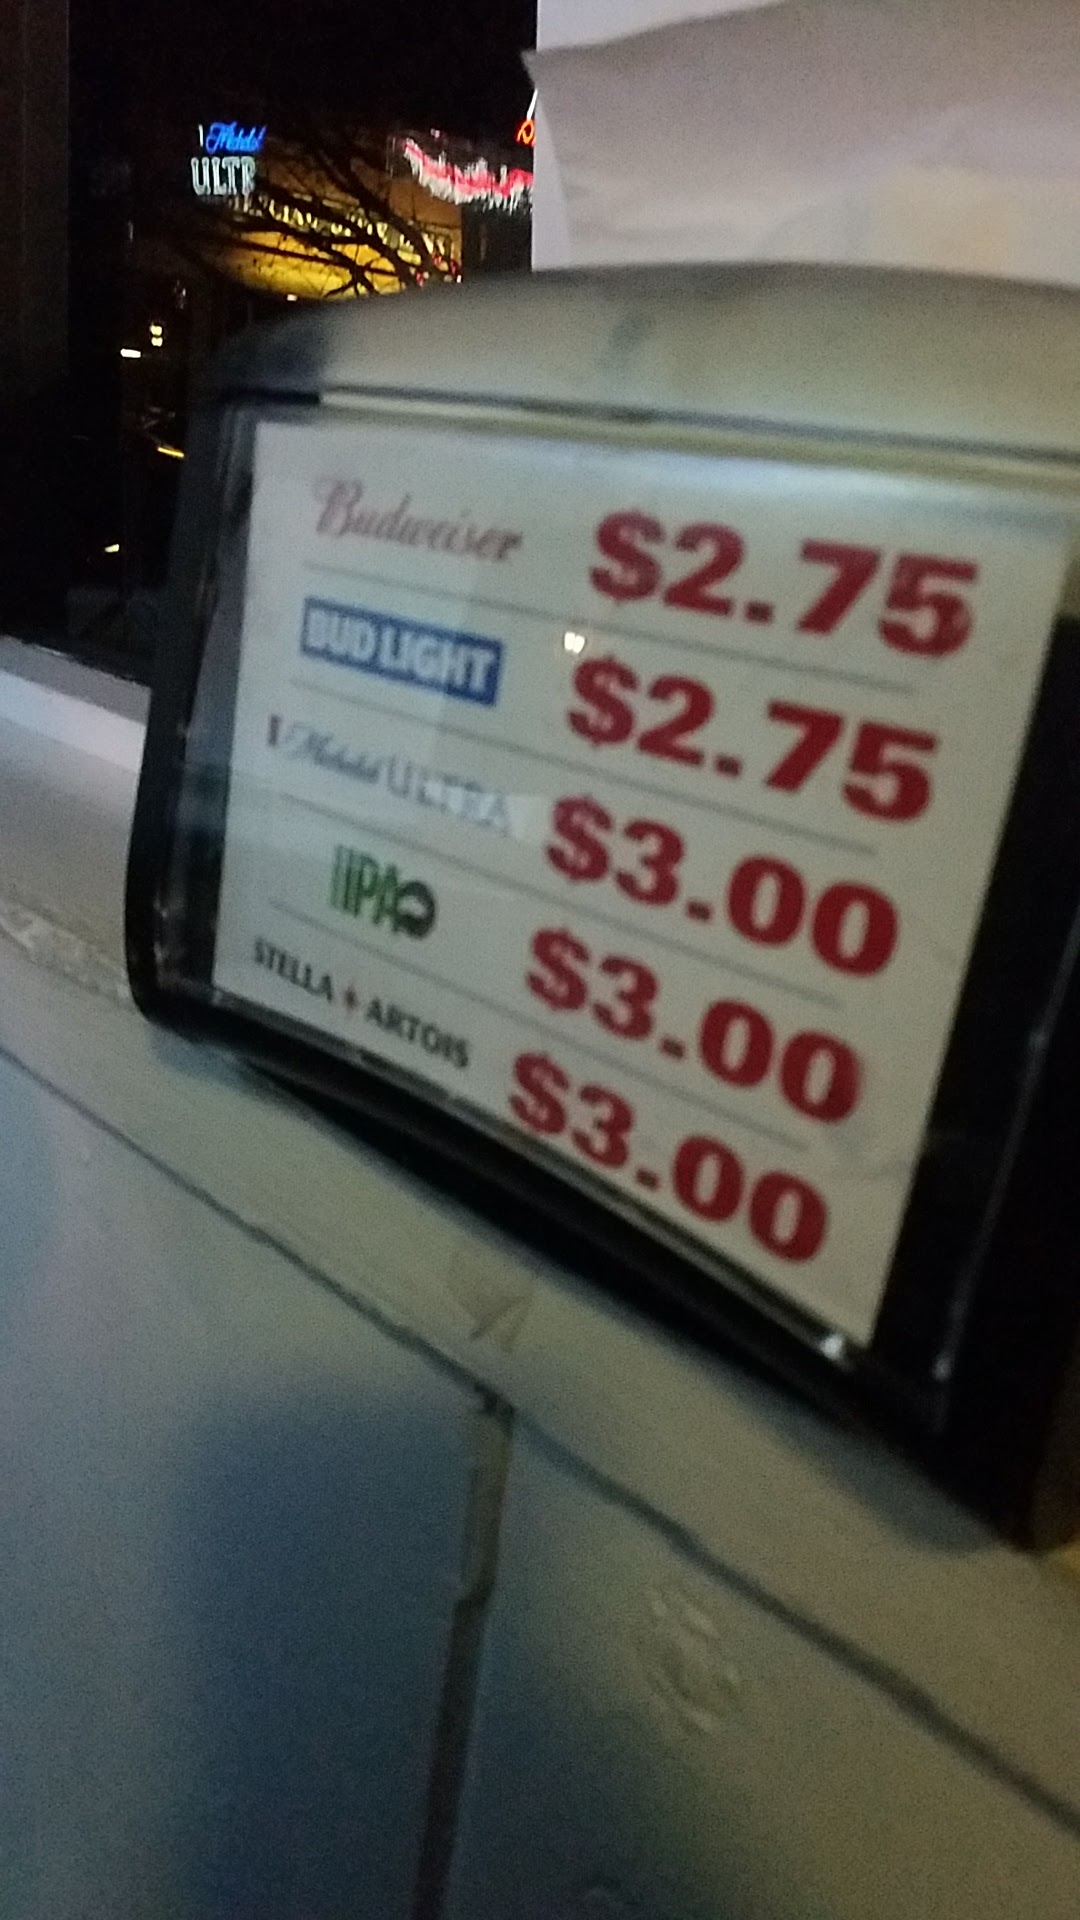 Michelob
ULTR
Budweiser $2.75
BUD LIGHT $2.75
Michelob ULTRA $3.00
IPA $3.00
STELLA ARTOIS $3.00